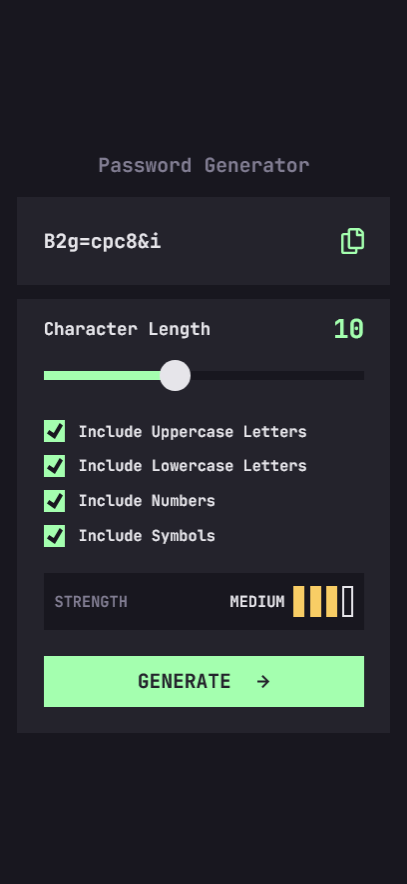 Password Generator
B2g=cpc8&i
Character Length 10
Include Uppercase Letters
Include Lowercase Letters
Include Numbers
Include Symbols
STRENGTH MEDIUM
GENERATE →